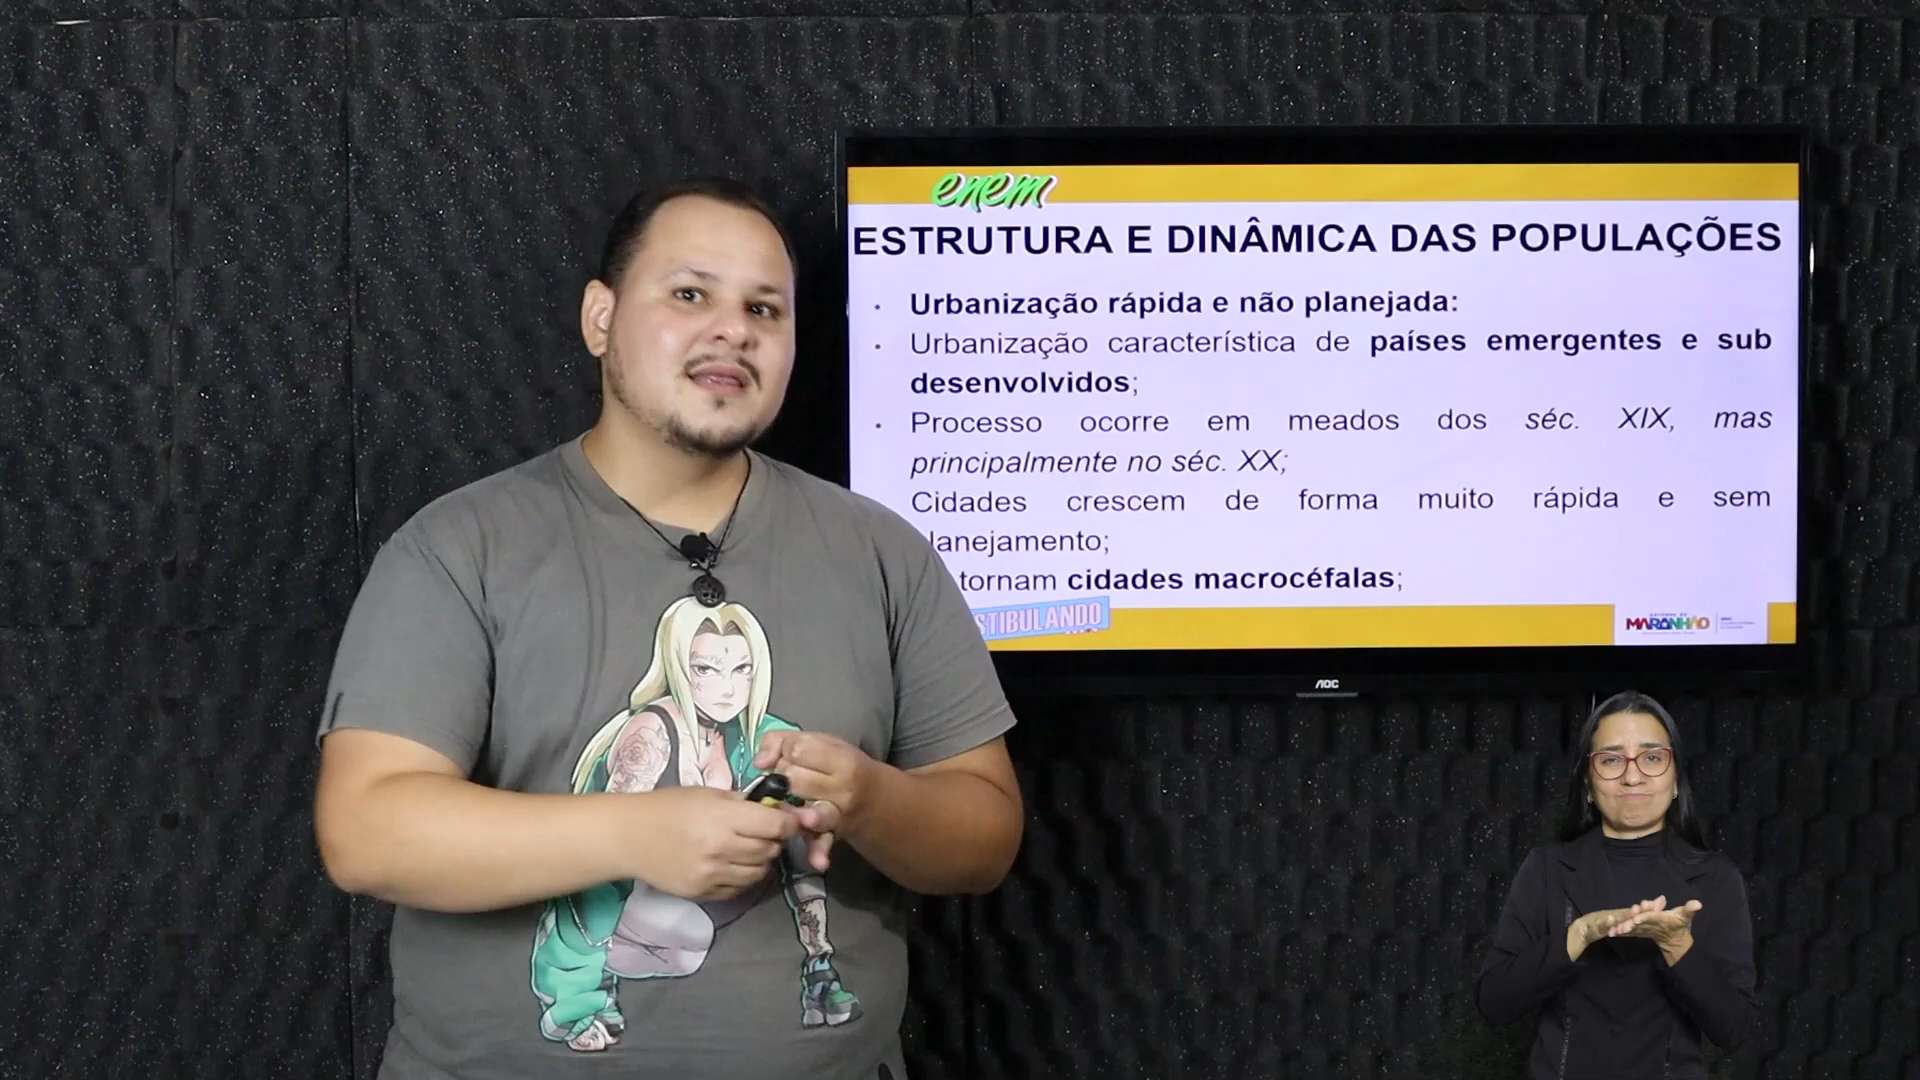 enem
ESTRUTURA E DINÂMICA DAS POPULAÇÕES
Urbanização rápida e não planejada:
Urbanização característica de países emergentes e sub
desenvolvidos;
Processo ocorre em meados dos séc. XIX, mas
principalmente no séc. XX;
Cidades crescem de forma muito rápida e sem
lanejamento;
tornam cidades macrocéfalas;
STIBULANDO
MARANHÃO
AOC